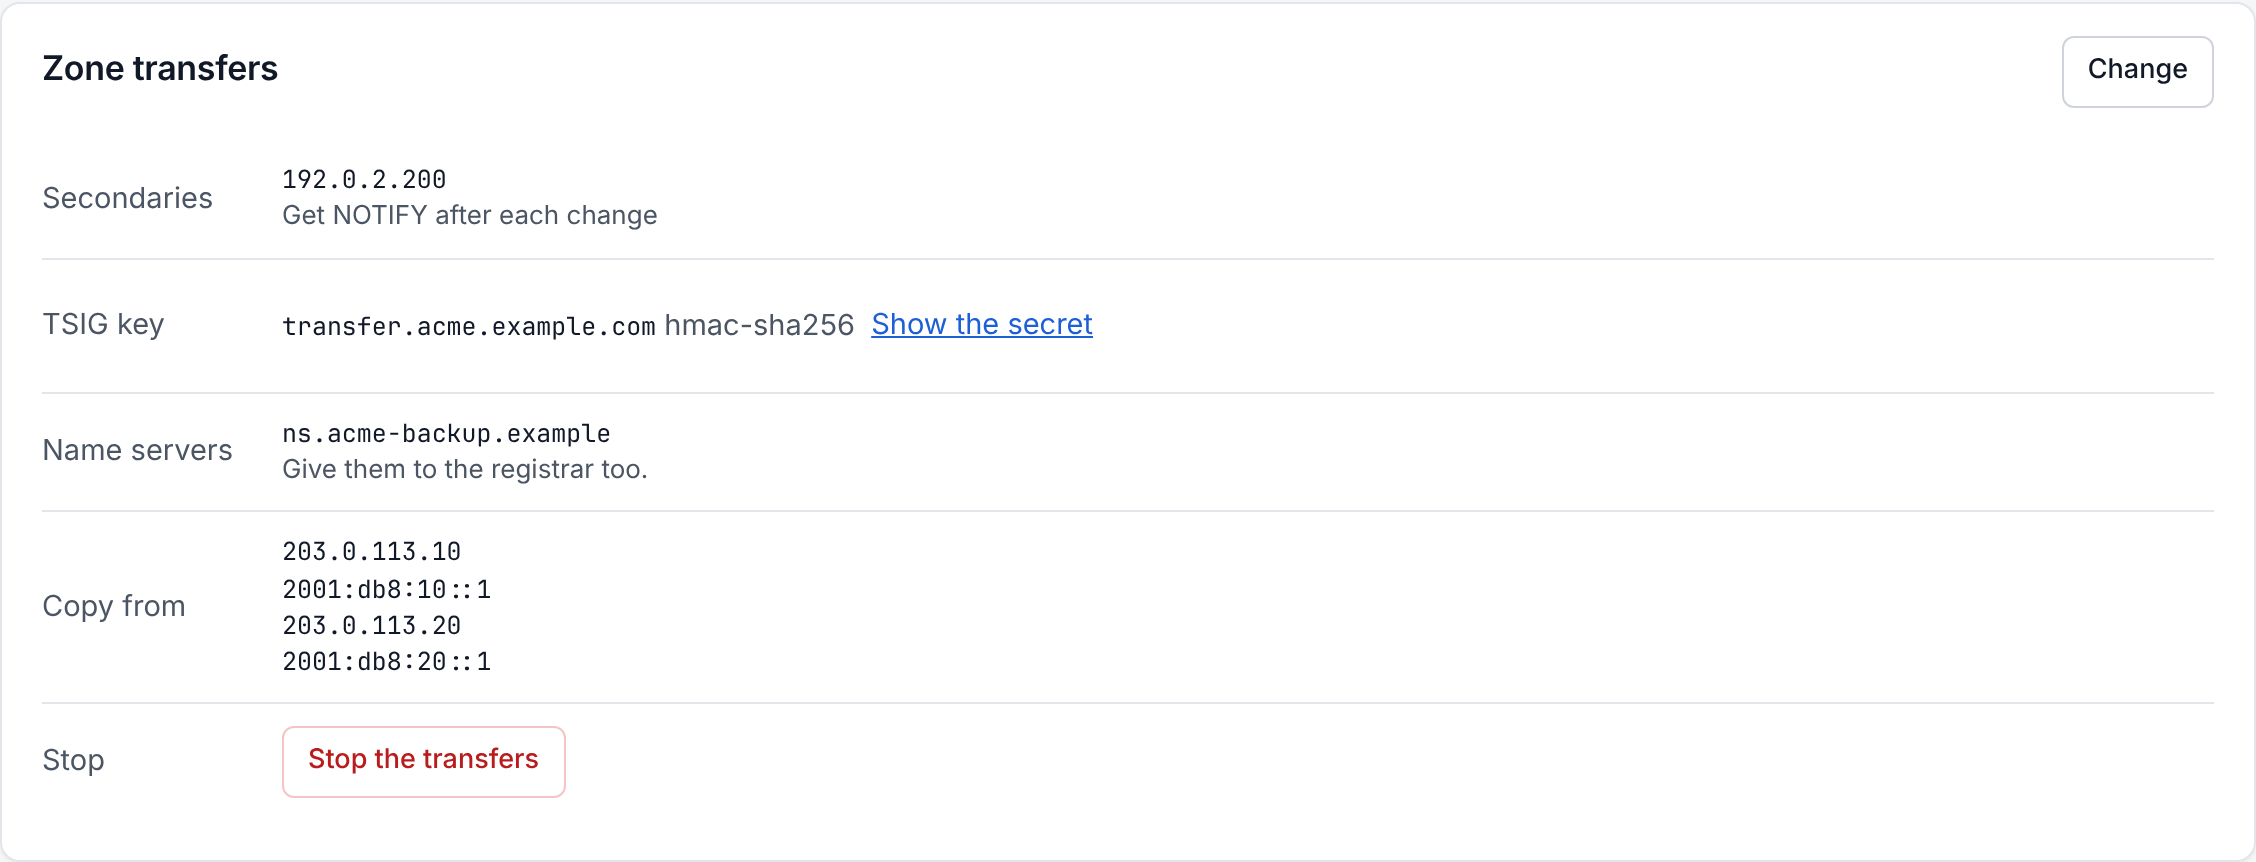 Zone transfers
Change
Secondaries
192.0.2.200
Get NOTIFY after each change
TSIG key
transfer.acme.example.com hmac-sha256 Show the secret
Name servers
ns.acme-backup.example
Give them to the registrar too.
Copy from
203.0.113.10
2001:db8:10::1
203.0.113.20
2001:db8:20::1
Stop
Stop the transfers